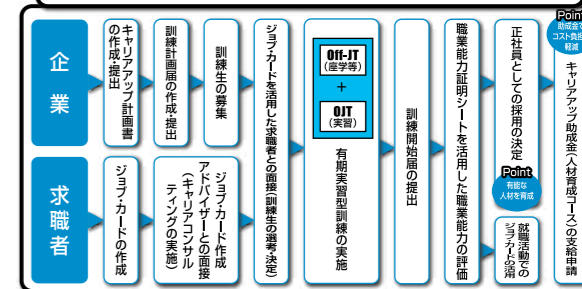 企業
キャリアアップ計画書
の作成・提出
訓練計画届の作成・提出
訓練生の募集
求職者
ジョブ・カードの作成
ジョブ・カード作成
アドバイザーとの面接
(キャリアコンサル
ティングの実施)
ジョブ・カードを活用した求職者との面接(訓練生の選考・決定)
Off-JT
(座学等)
+
OJT
(実習)
有期実習型訓練の実施
訓練開始届の提出
職業能力証明シートを活用した職業能力の評価
正社員としての採用の決定
Point
有能な
人材を育成
就職活動での
ジョブ・カードの活用
Point
助成金で
コスト負担
軽減
キャリアアップ助成金(人材育成コース)の支給申請